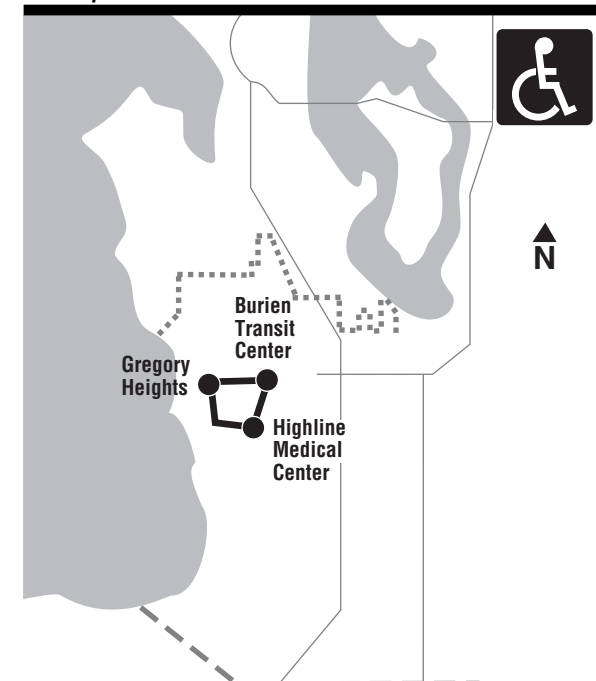 N
Burien
Transit
Center
Gregory
Heights
Highline
Medical
Center